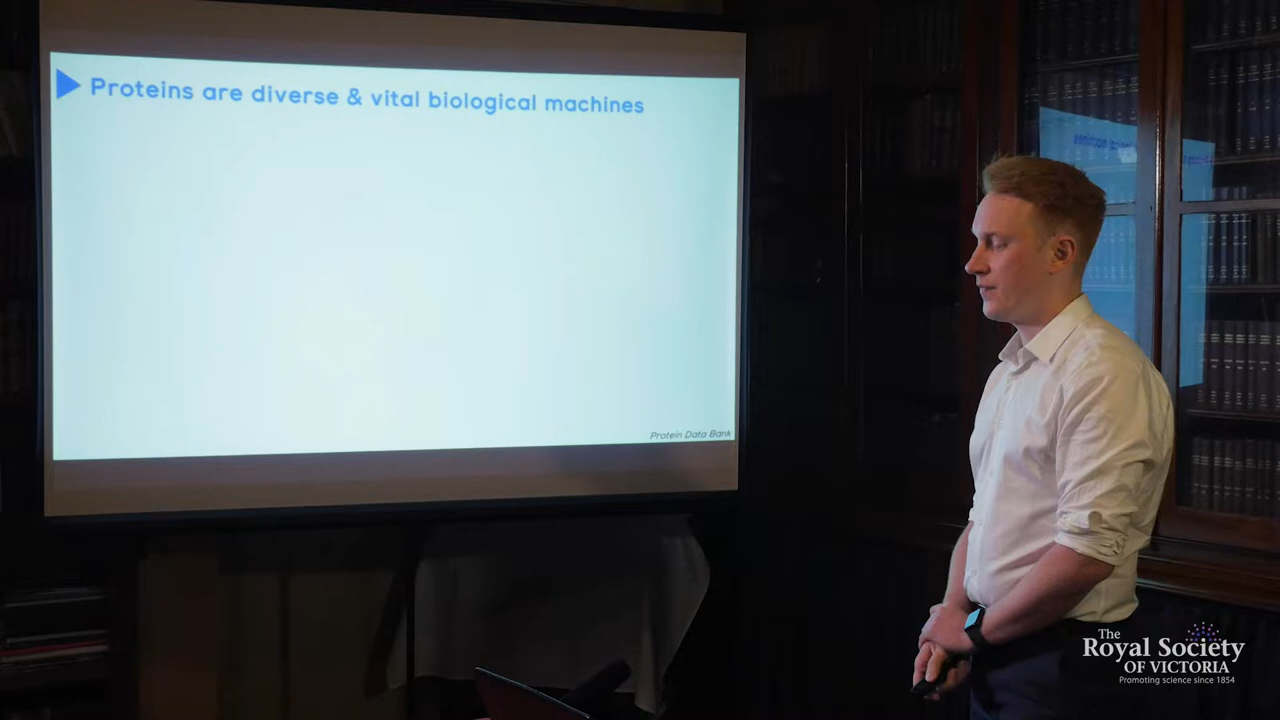 Proteins are diverse & vital biological machines
Protein Data Bank
The
Royal Society
OF VICTORIA
Promoting science since 1854